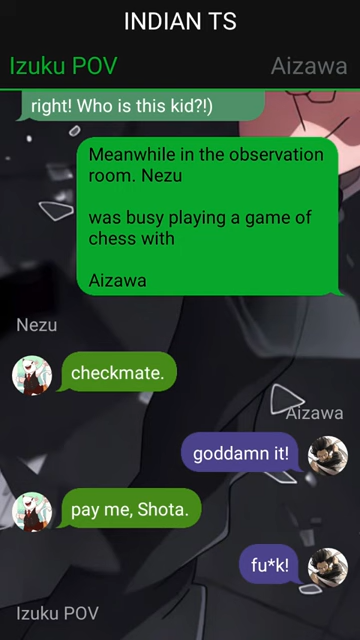 INDIAN TS
Izuku POV
Aizawa
right! Who is this kid?!)
Meanwhile in the observation
room. Nezu
was busy playing a game of
chess with
Aizawa
Nezu
checkmate.
Aizawa
goddamn it!
pay me, Shota.
fu*k!
Izuku POV